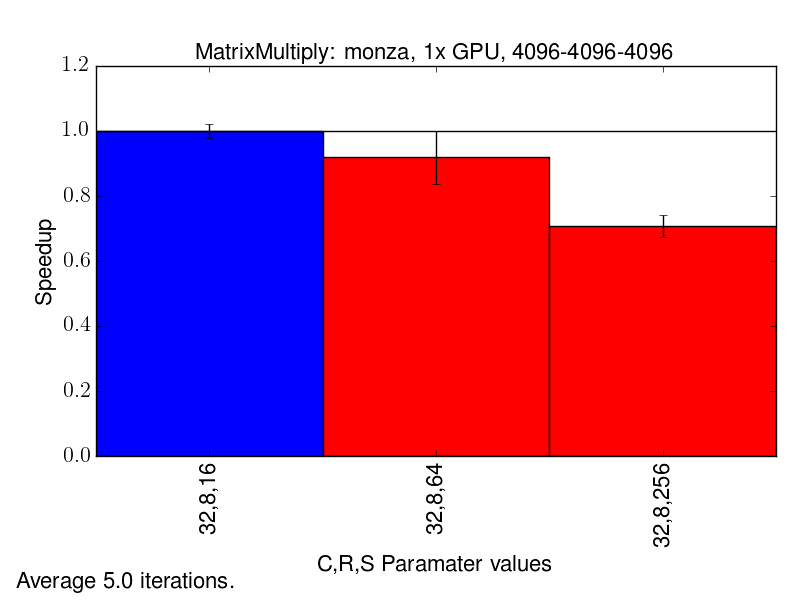 MatrixMultiply: monza, 1x GPU, 4096-4096-4096
1.2
1.0
0.8
0.6
0.4
0.2
0.0
Speedup
32,8,16
32,8,64
32,8,256
C,R,S Paramater values
Average 5.0 iterations.